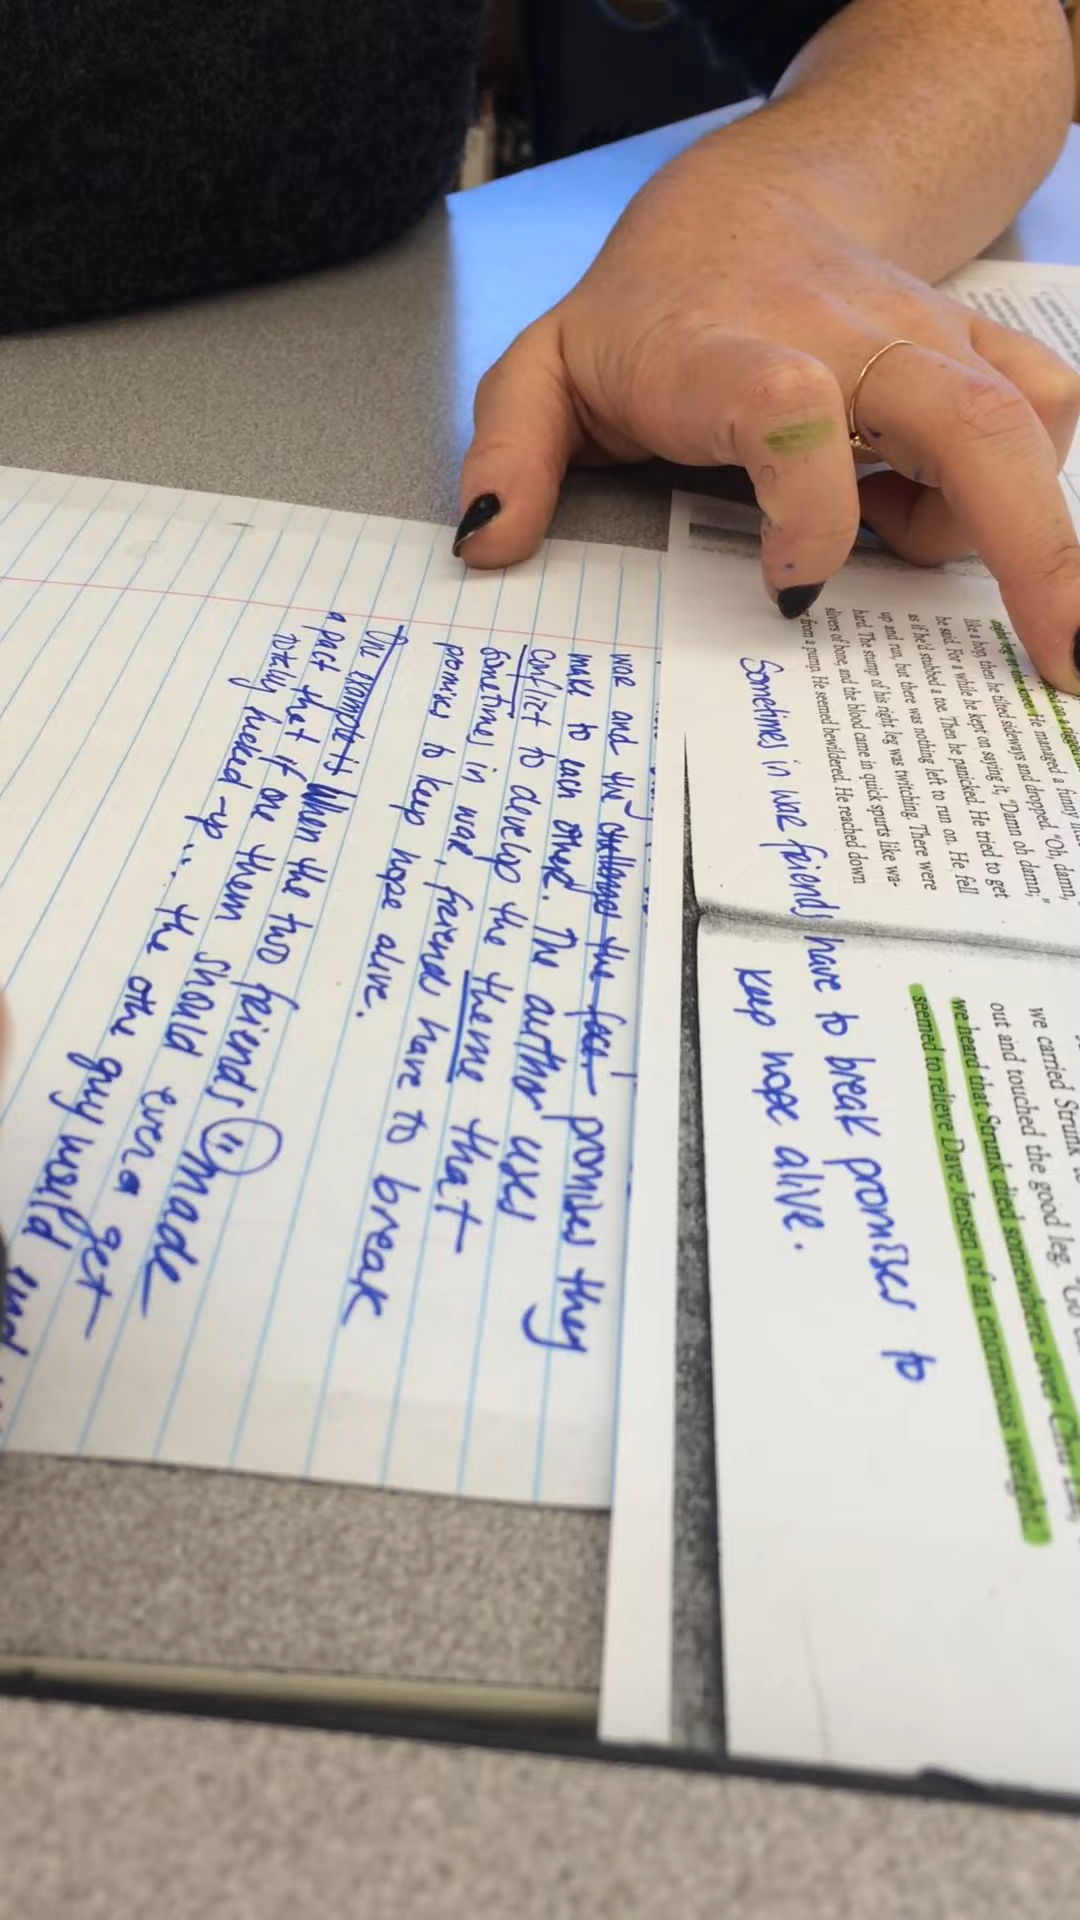 right leg at the knee. He managed a funny little
like a hop, then he tilted sideways and dropped. "Oh, damn,"
he said. For a while he kept on saying it, "Damn oh damn,"
as if he'd stubbed a toe. Then he panicked. He tried to get
up and run, but there was nothing left to run on. He fell
hard. The stump of his right leg was twitching. There were
slivers of bone, and the blood came in quick spurts like wa-
from a pump. He seemed bewildered. He reached down
we carried Strunk
out and touched the good leg.
we heard that Strunk died somewhere over Chu Lai,
seemed to relieve Dave Jensen of an enormous weight.
Sometimes in war friends have to break promises to
keep hope alive.
war and the the promises they
make to each other. The author uses
conflict to develop the theme that
sometimes in war, friends have to break
promises to keep hope alive.
One example is When the two friends "made
a pact that if one them should ever a get
totally fucked-up... the othe guy would